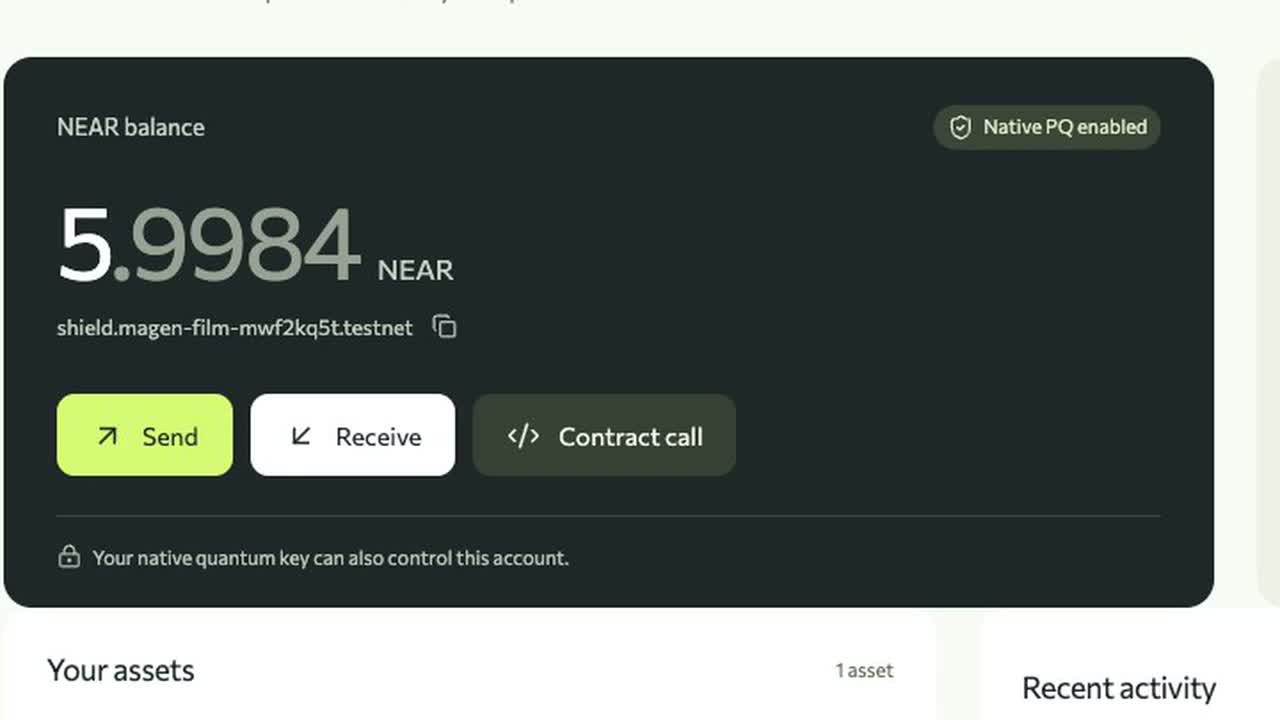 NEAR balance
Native PQ enabled
5.9984 NEAR
shield.magen-film-mwf2kq5t.testnet
Send
Receive
</> Contract call
Your native quantum key can also control this account.
Your assets
1 asset
Recent activity